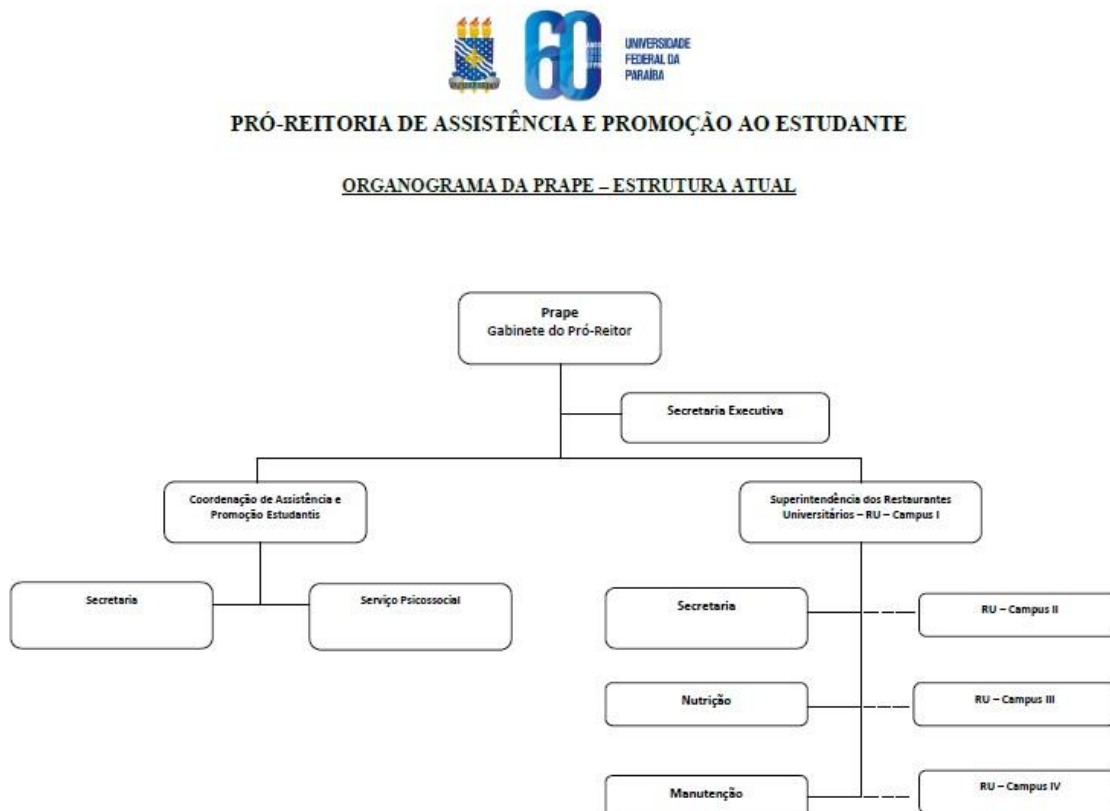 60
UNIVERSIDADE
FEDERAL DA
PARAÍBA
PRÓ-REITORIA DE ASSISTÊNCIA E PROMOÇÃO AO ESTUDANTE
ORGANOGRAMA DA PRAPE – ESTRUTURA ATUAL
Prape
Gabinete do Pró-Reitor
Secretaria Executiva
Coordenação de Assistência e
Promoção Estudantis
Superintendência dos Restaurantes
Universitários – RU – Campus I
Secretaria
Serviço Psicossocial
Secretaria
RU – Campus II
Nutrição
RU – Campus III
Manutenção
RU – Campus IV